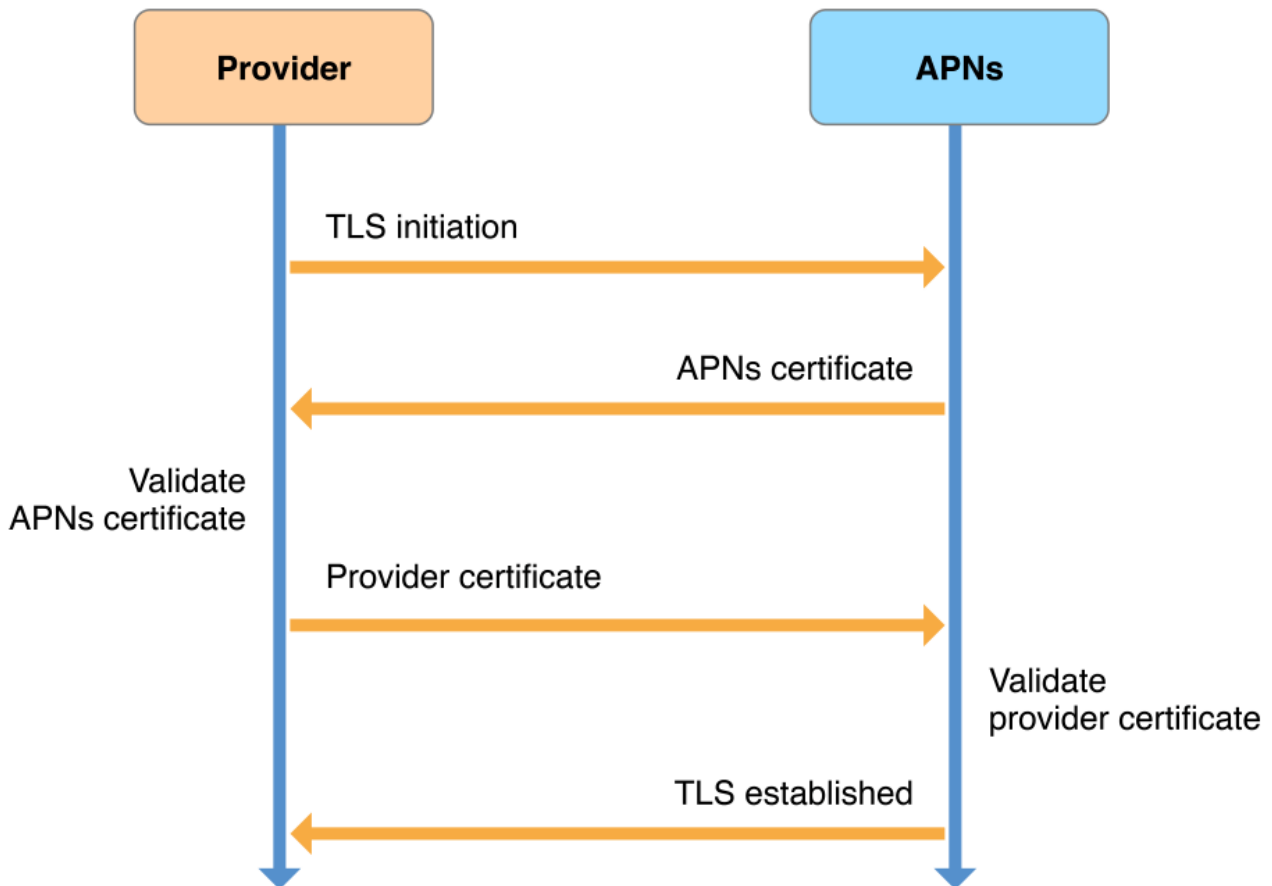 Provider
APNs
TLS initiation
APNs certificate
Validate
APNs certificate
Provider certificate
Validate
provider certificate
TLS established